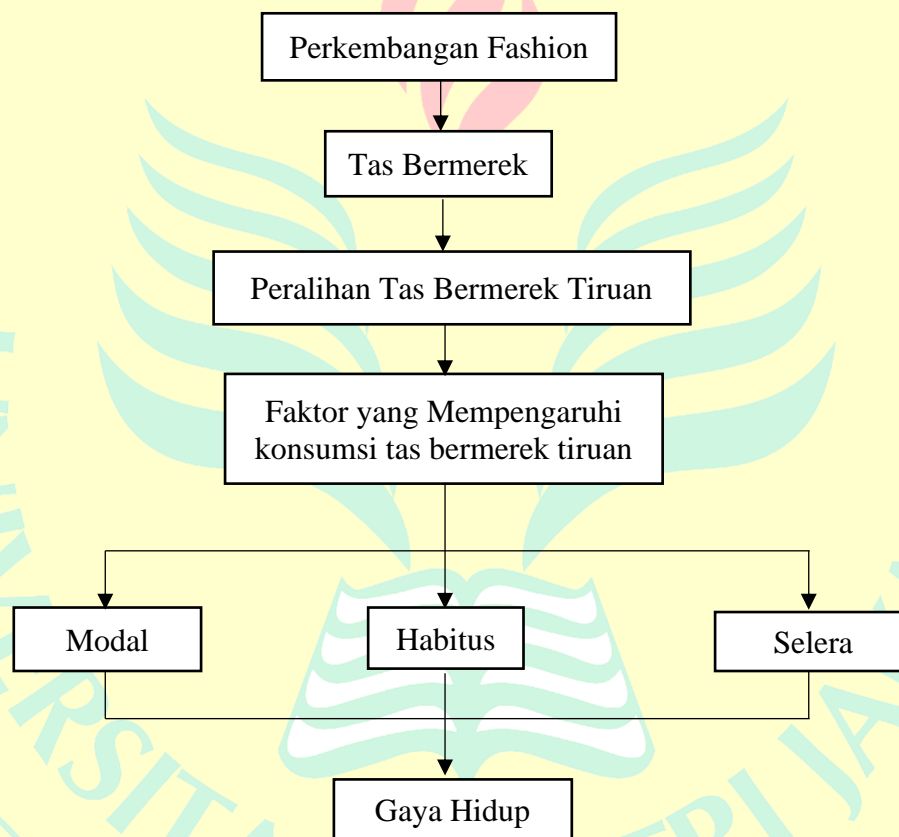 Perkembangan Fashion
Tas Bermerek
Peralihan Tas Bermerek Tiruan
Faktor yang Mempengaruhi
konsumsi tas bermerek tiruan
Modal
Habitus
Selera
Gaya Hidup